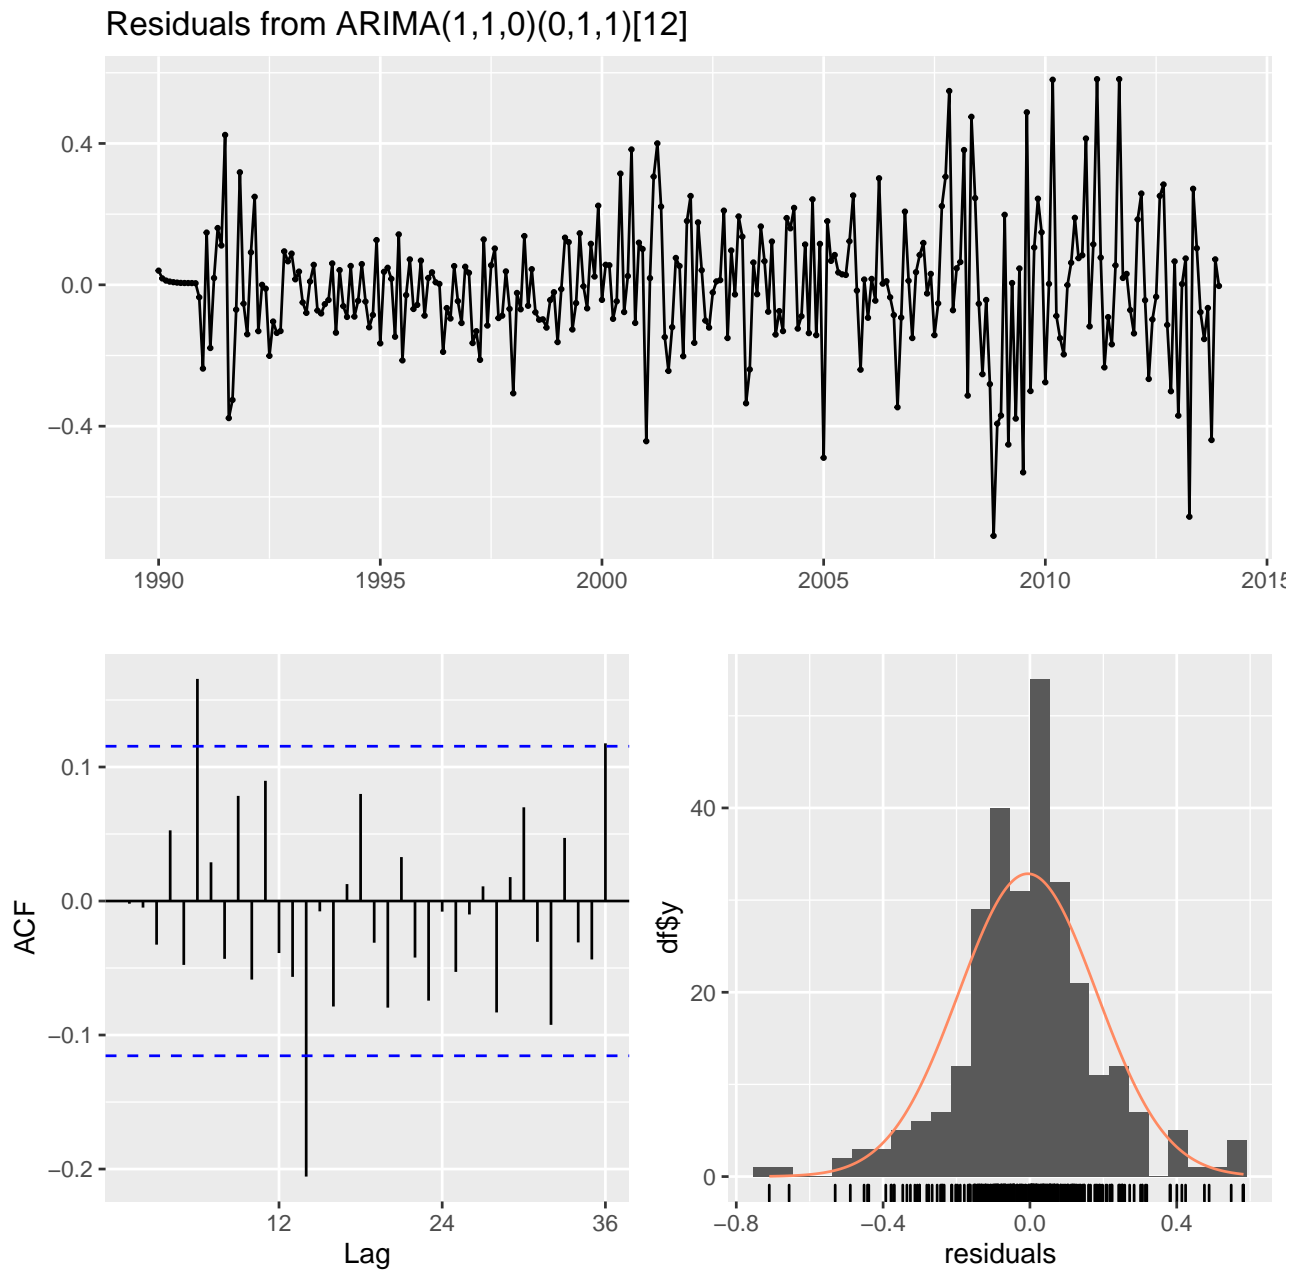 Residuals from ARIMA(1,1,0)(0,1,1)[12]
0.4
0.0
−0.4
1990 1995 2000 2005 2010 2015
0.1
0.0
−0.1
−0.2
ACF
12 24 36
Lag
40
20
0
df$y
−0.8 −0.4 0.0 0.4
residuals